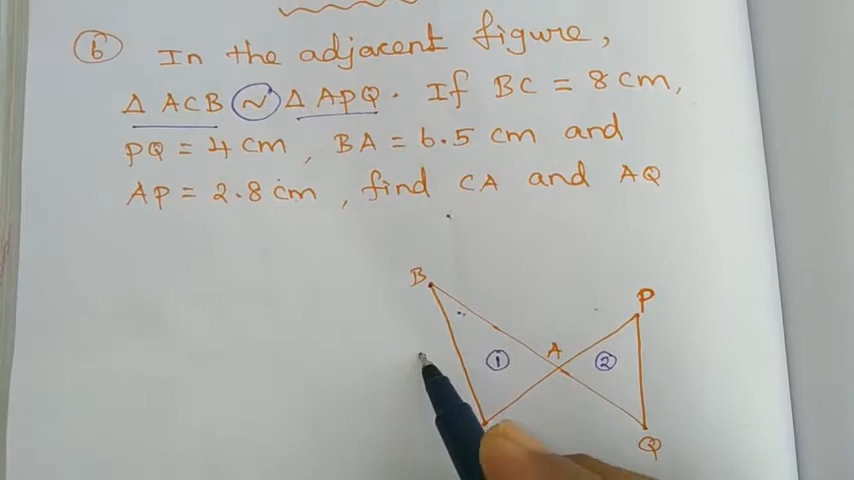 6 In the adjacent figure,
Δ ACB ~ Δ APQ. If BC = 8 cm,
PQ = 4 cm, BA = 6.5 cm and
AP = 2.8 cm, find CA and AQ
B
P
A
1
2
Q